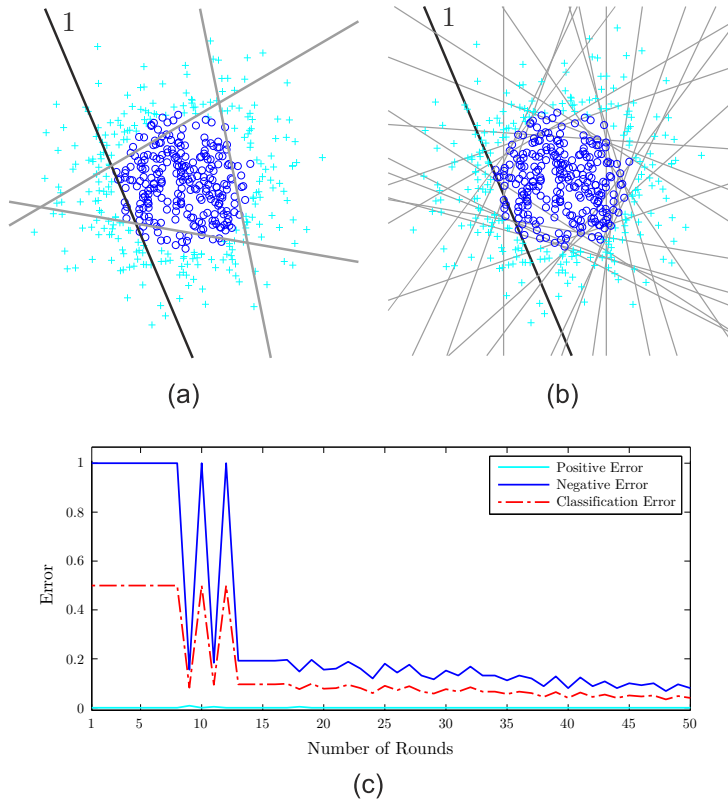 1
1
(a)
(b)
1
0.8
0.6
0.4
0.2
0
Error
Positive Error
Negative Error
Classification Error
1 5 10 15 20 25 30 35 40 45 50
Number of Rounds
(c)